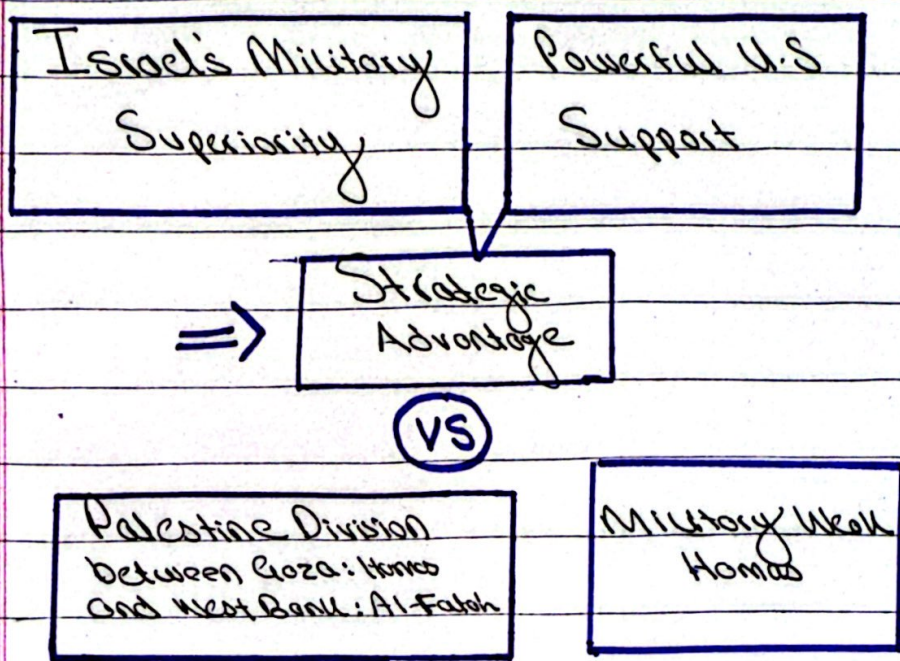 Israel's Military
Superiority
Powerful U.S
Support
⇒
Strategic
Advantage
VS
Palestine Division
between Gaza: Hamas
and West Bank: Al-Fatah
Military Weak
Hamas